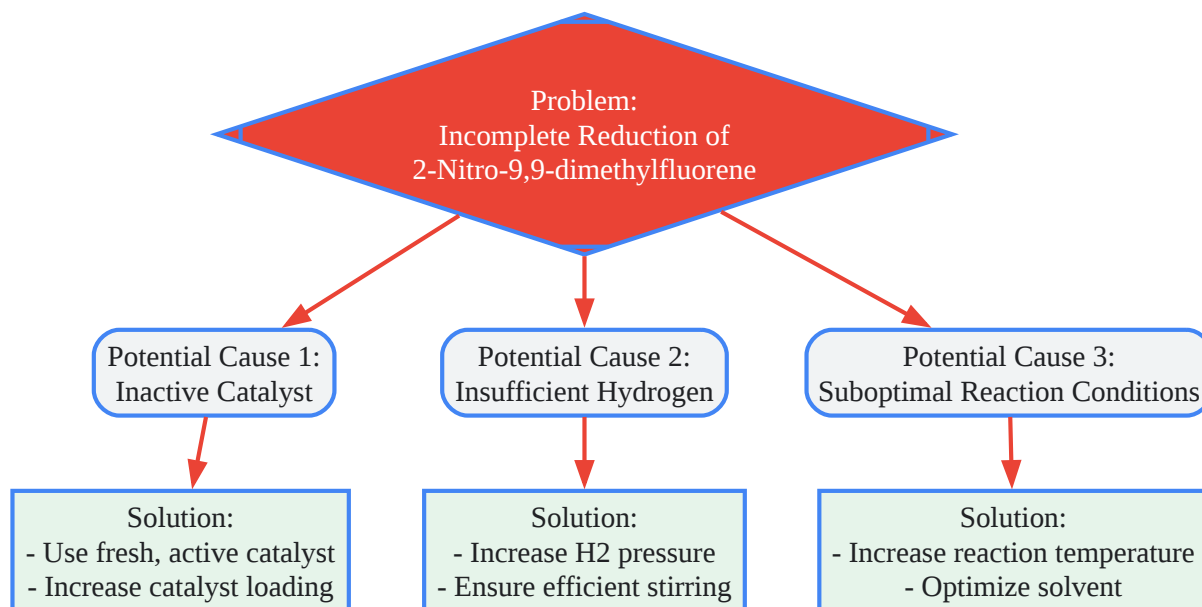 Problem:
Incomplete Reduction of
2-Nitro-9,9-dimethylfluorene
Potential Cause 1:
Inactive Catalyst
Potential Cause 2:
Insufficient Hydrogen
Potential Cause 3:
Suboptimal Reaction Conditions
Solution:
- Use fresh, active catalyst
- Increase catalyst loading
Solution:
- Increase H2 pressure
- Ensure efficient stirring
Solution:
- Increase reaction temperature
- Optimize solvent